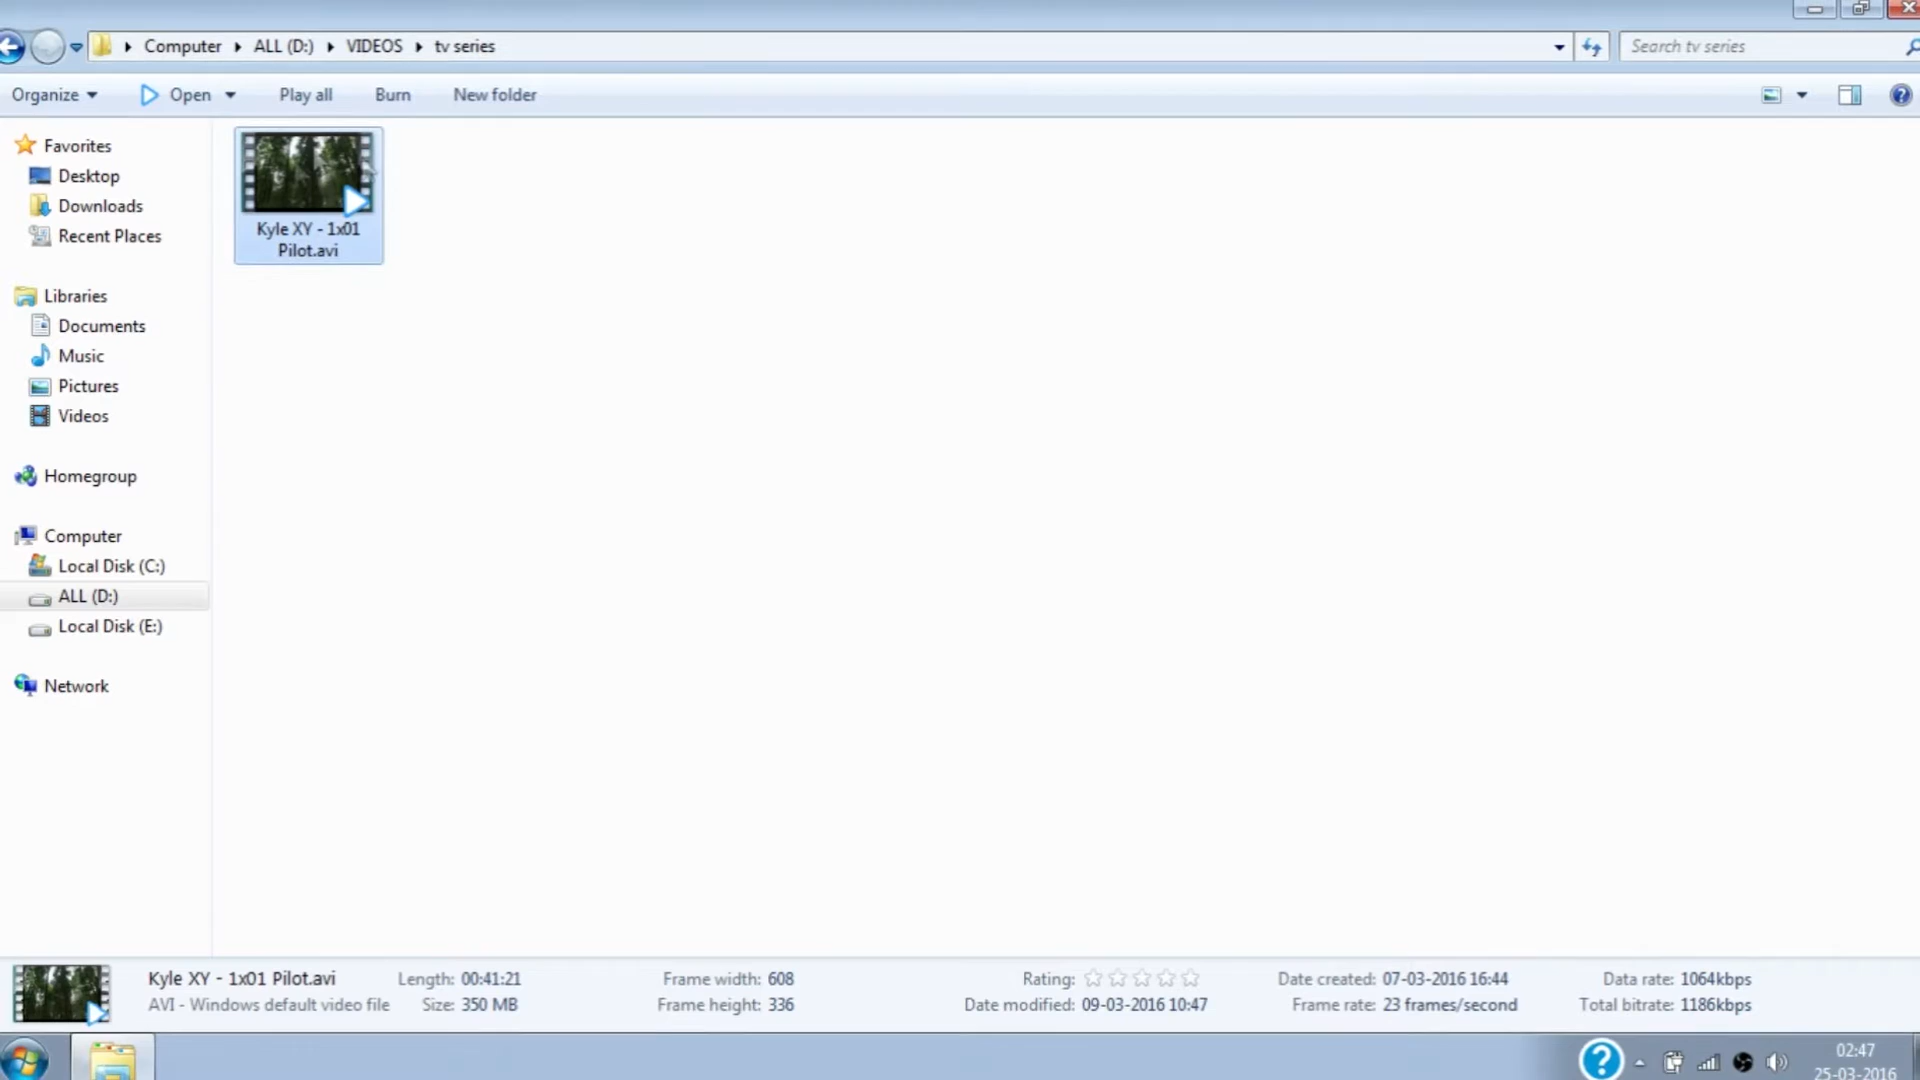 Computer ALL (D:) VIDEOS tv series
Search tv series
Organize Open Play all Burn New folder
Favorites
Desktop
Downloads
Recent Places
Libraries
Documents
Music
Pictures
Videos
Homegroup
Computer
Local Disk (C:)
ALL (D:)
Local Disk (E:)
Network
Kyle XY - 1x01
Pilot.avi
Kyle XY - 1x01 Pilot.avi Length: 00:41:21 Frame width: 608 Rating: Date created: 07-03-2016 16:44 Data rate: 1064kbps
AVI - Windows default video file Size: 350 MB Frame height: 336 Date modified: 09-03-2016 10:47 Frame rate: 23 frames/second Total bitrate: 1186kbps
02:47
25-03-2016